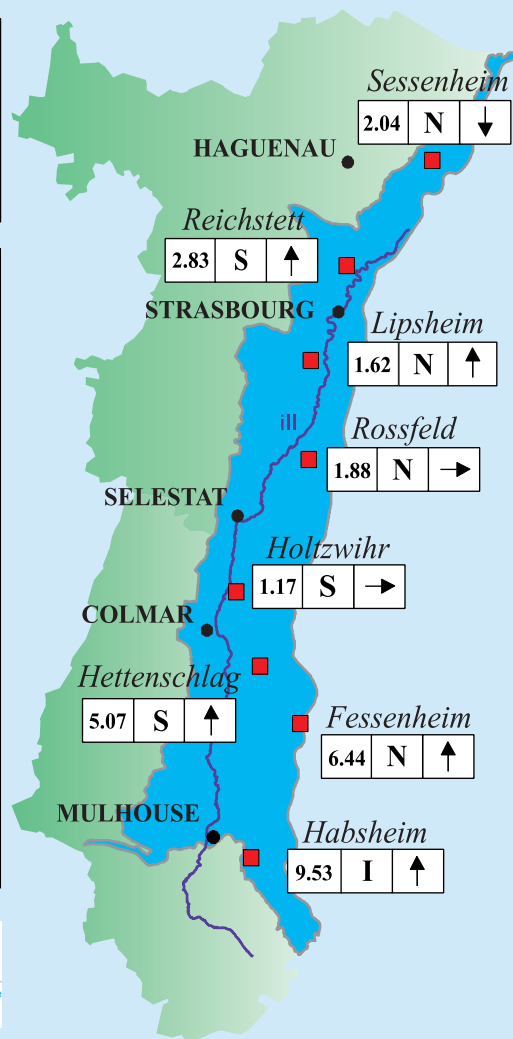 Sessenheim
2.04 N ↓
HAGUENAU
Reichstett
2.83 S ↑
STRASBOURG
Lipsheim
1.62 N ↑
ill
Rossfeld
1.88 N →
SELESTAT
Holtzwihr
1.17 S →
COLMAR
Hettenschlag
5.07 S ↑
Fessenheim
6.44 N ↑
MULHOUSE
Habsheim
9.53 I ↑